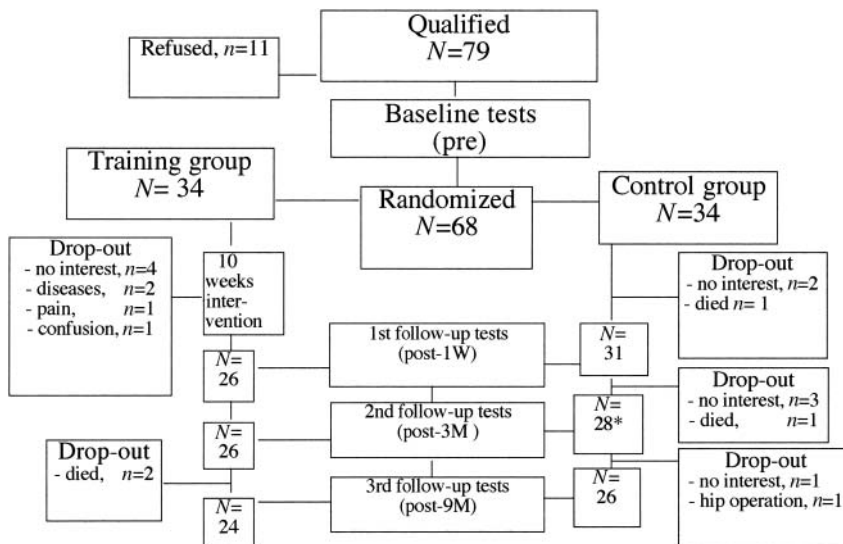 Qualified
N=79
Refused, n=11
Baseline tests
(pre)
Training group
N= 34
Randomized
N=68
Control group
N=34
Drop-out
- no interest, n=4
- diseases, n=2
- pain, n=1
- confusion, n=1
10
weeks
inter-
vention
Drop-out
- no interest, n=2
- died n= 1
N=
26
1st follow-up tests
(post-1W)
N=
31
Drop-out
- no interest, n=3
- died, n=1
N=
26
2nd follow-up tests
(post-3M )
N=
28*
Drop-out
- died, n=2
Drop-out
- no interest, n=1
- hip operation, n=1
N=
24
3rd follow-up tests
(post-9M)
N=
26